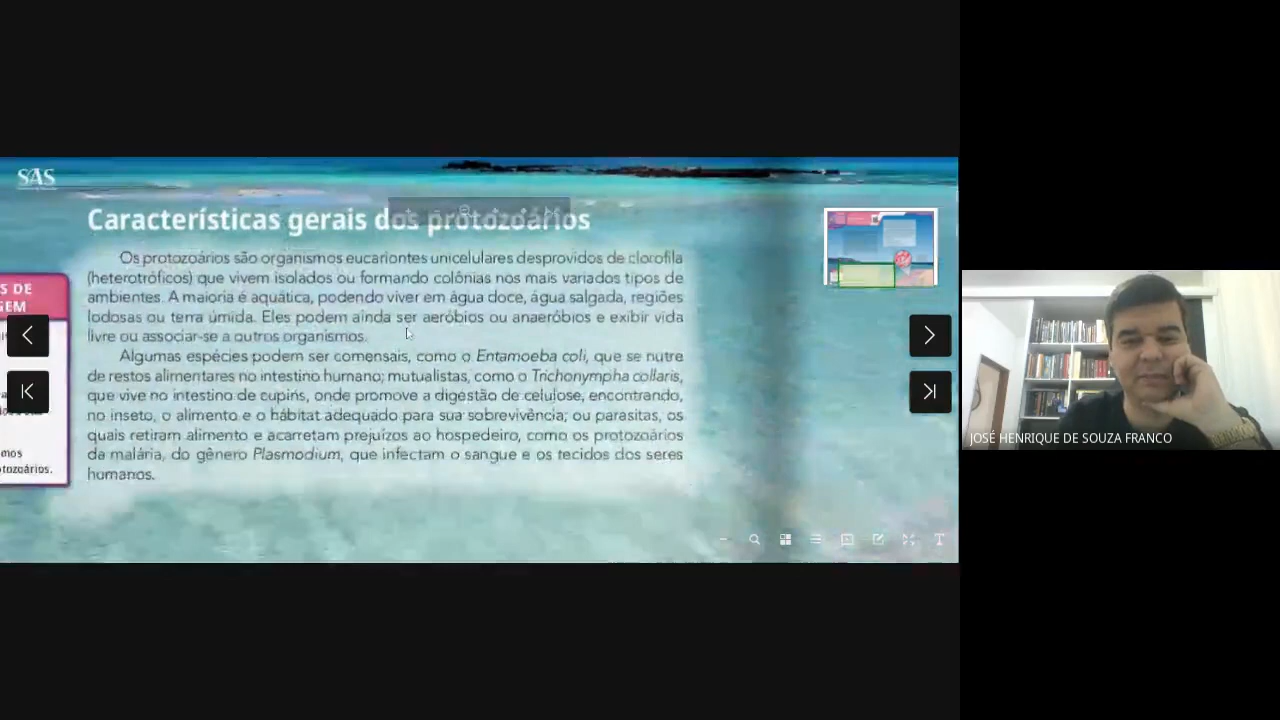 SAS
Características gerais dos protozoários
Os protozoários são organismos eucariontes unicelulares desprovidos de clorofila
(heterotróficos) que vivem isolados ou formando colônias nos mais variados tipos de
ambientes. A maioria é aquática, podendo viver em água doce, água salgada, regiões
lodosas ou terra úmida. Eles podem ainda ser aeróbios ou anaeróbios e exibir vida
livre ou associar-se a outros organismos.
Algumas espécies podem ser comensais, como o Entamoeba coli, que se nutre
de restos alimentares no intestino humano; mutualistas, como o Trichonympha collaris,
que vive no intestino de cupins, onde promove a digestão de celulose, encontrando,
no inseto, o alimento e o hábitat adequado para sua sobrevivência; ou parasitas, os
quais retiram alimento e acarretam prejuízos ao hospedeiro, como os protozoários
da malária, do gênero Plasmodium, que infectam o sangue e os tecidos dos seres
humanos.
S DE
GEM
mos
otozoários.
JOSÉ HENRIQUE DE SOUZA FRANCO